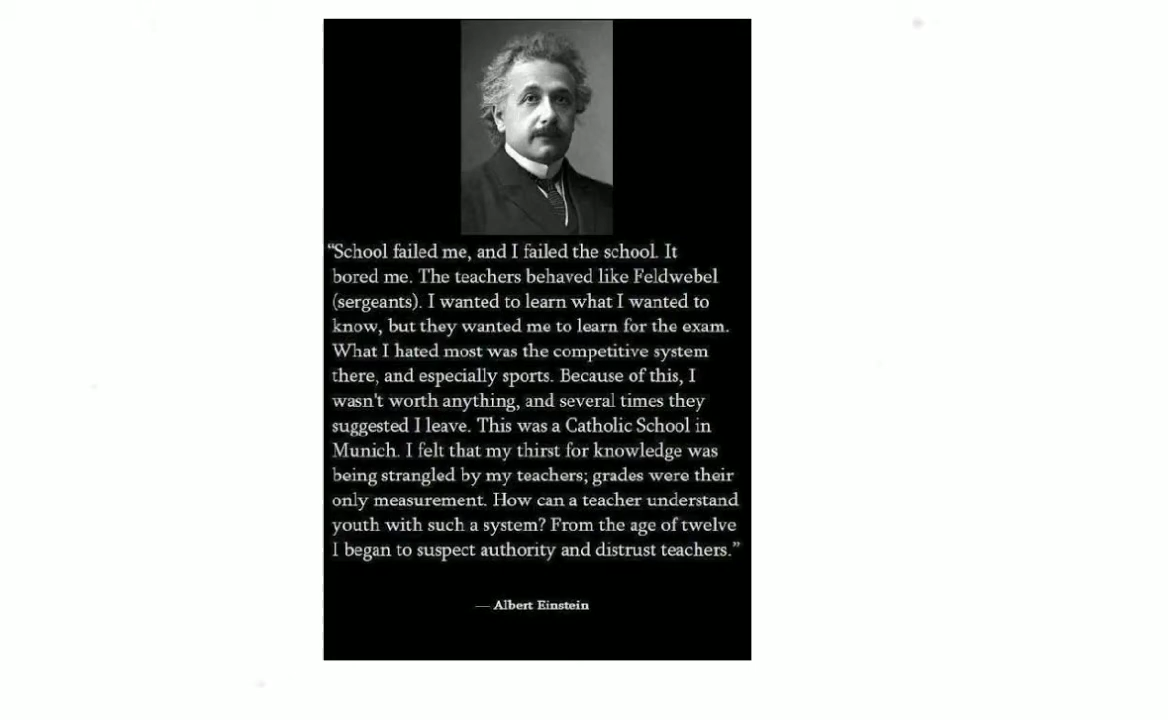 “School failed me, and I failed the school. It
bored me. The teachers behaved like Feldwebel
(sergeants). I wanted to learn what I wanted to
know, but they wanted me to learn for the exam.
What I hated most was the competitive system
there, and especially sports. Because of this, I
wasn't worth anything, and several times they
suggested I leave. This was a Catholic School in
Munich. I felt that my thirst for knowledge was
being strangled by my teachers; grades were their
only measurement. How can a teacher understand
youth with such a system? From the age of twelve
I began to suspect authority and distrust teachers.”
— Albert Einstein